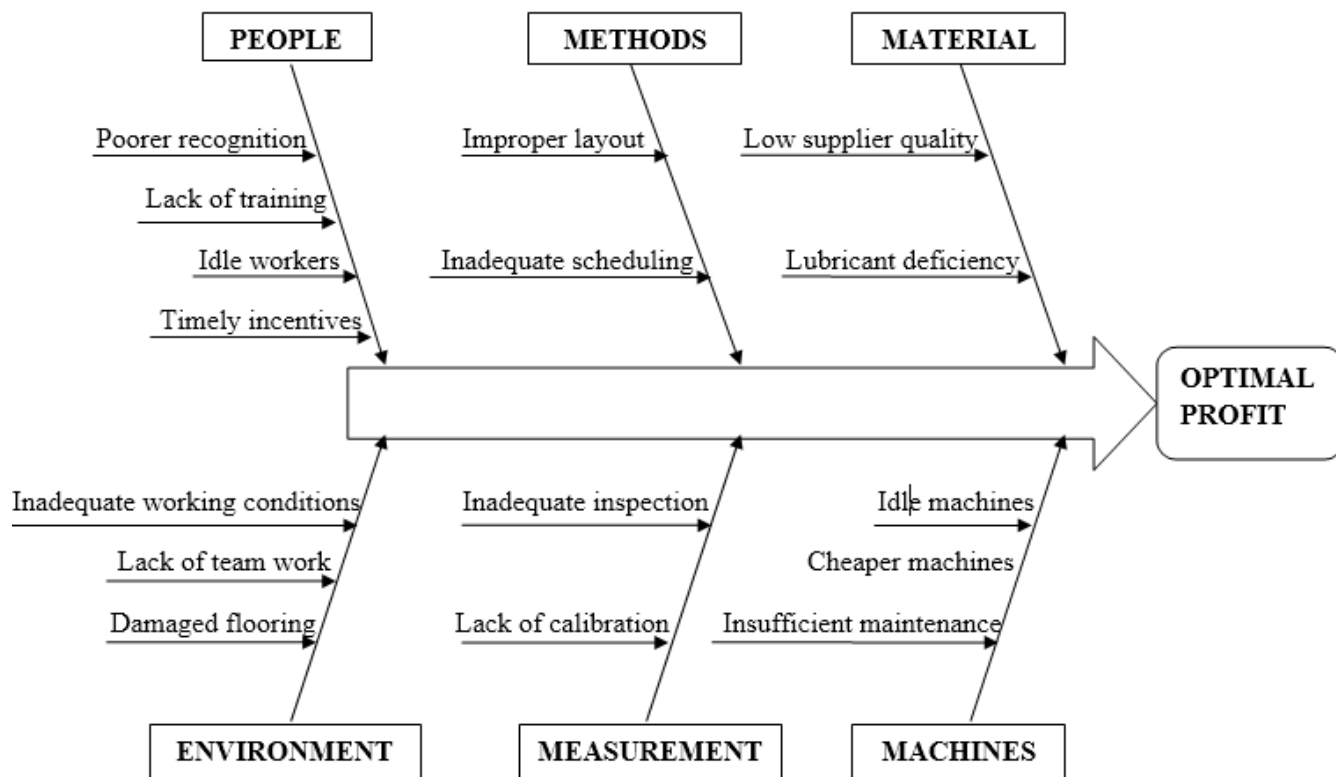 PEOPLE
METHODS
MATERIAL
Poorer recognition
Improper layout
Low supplier quality
Lack of training
Idle workers
Inadequate scheduling
Lubricant deficiency
Timely incentives
OPTIMAL
PROFIT
Inadequate working conditions
Inadequate inspection
Idle machines
Lack of team work
Cheaper machines
Damaged flooring
Lack of calibration
Insufficient maintenance
ENVIRONMENT
MEASUREMENT
MACHINES